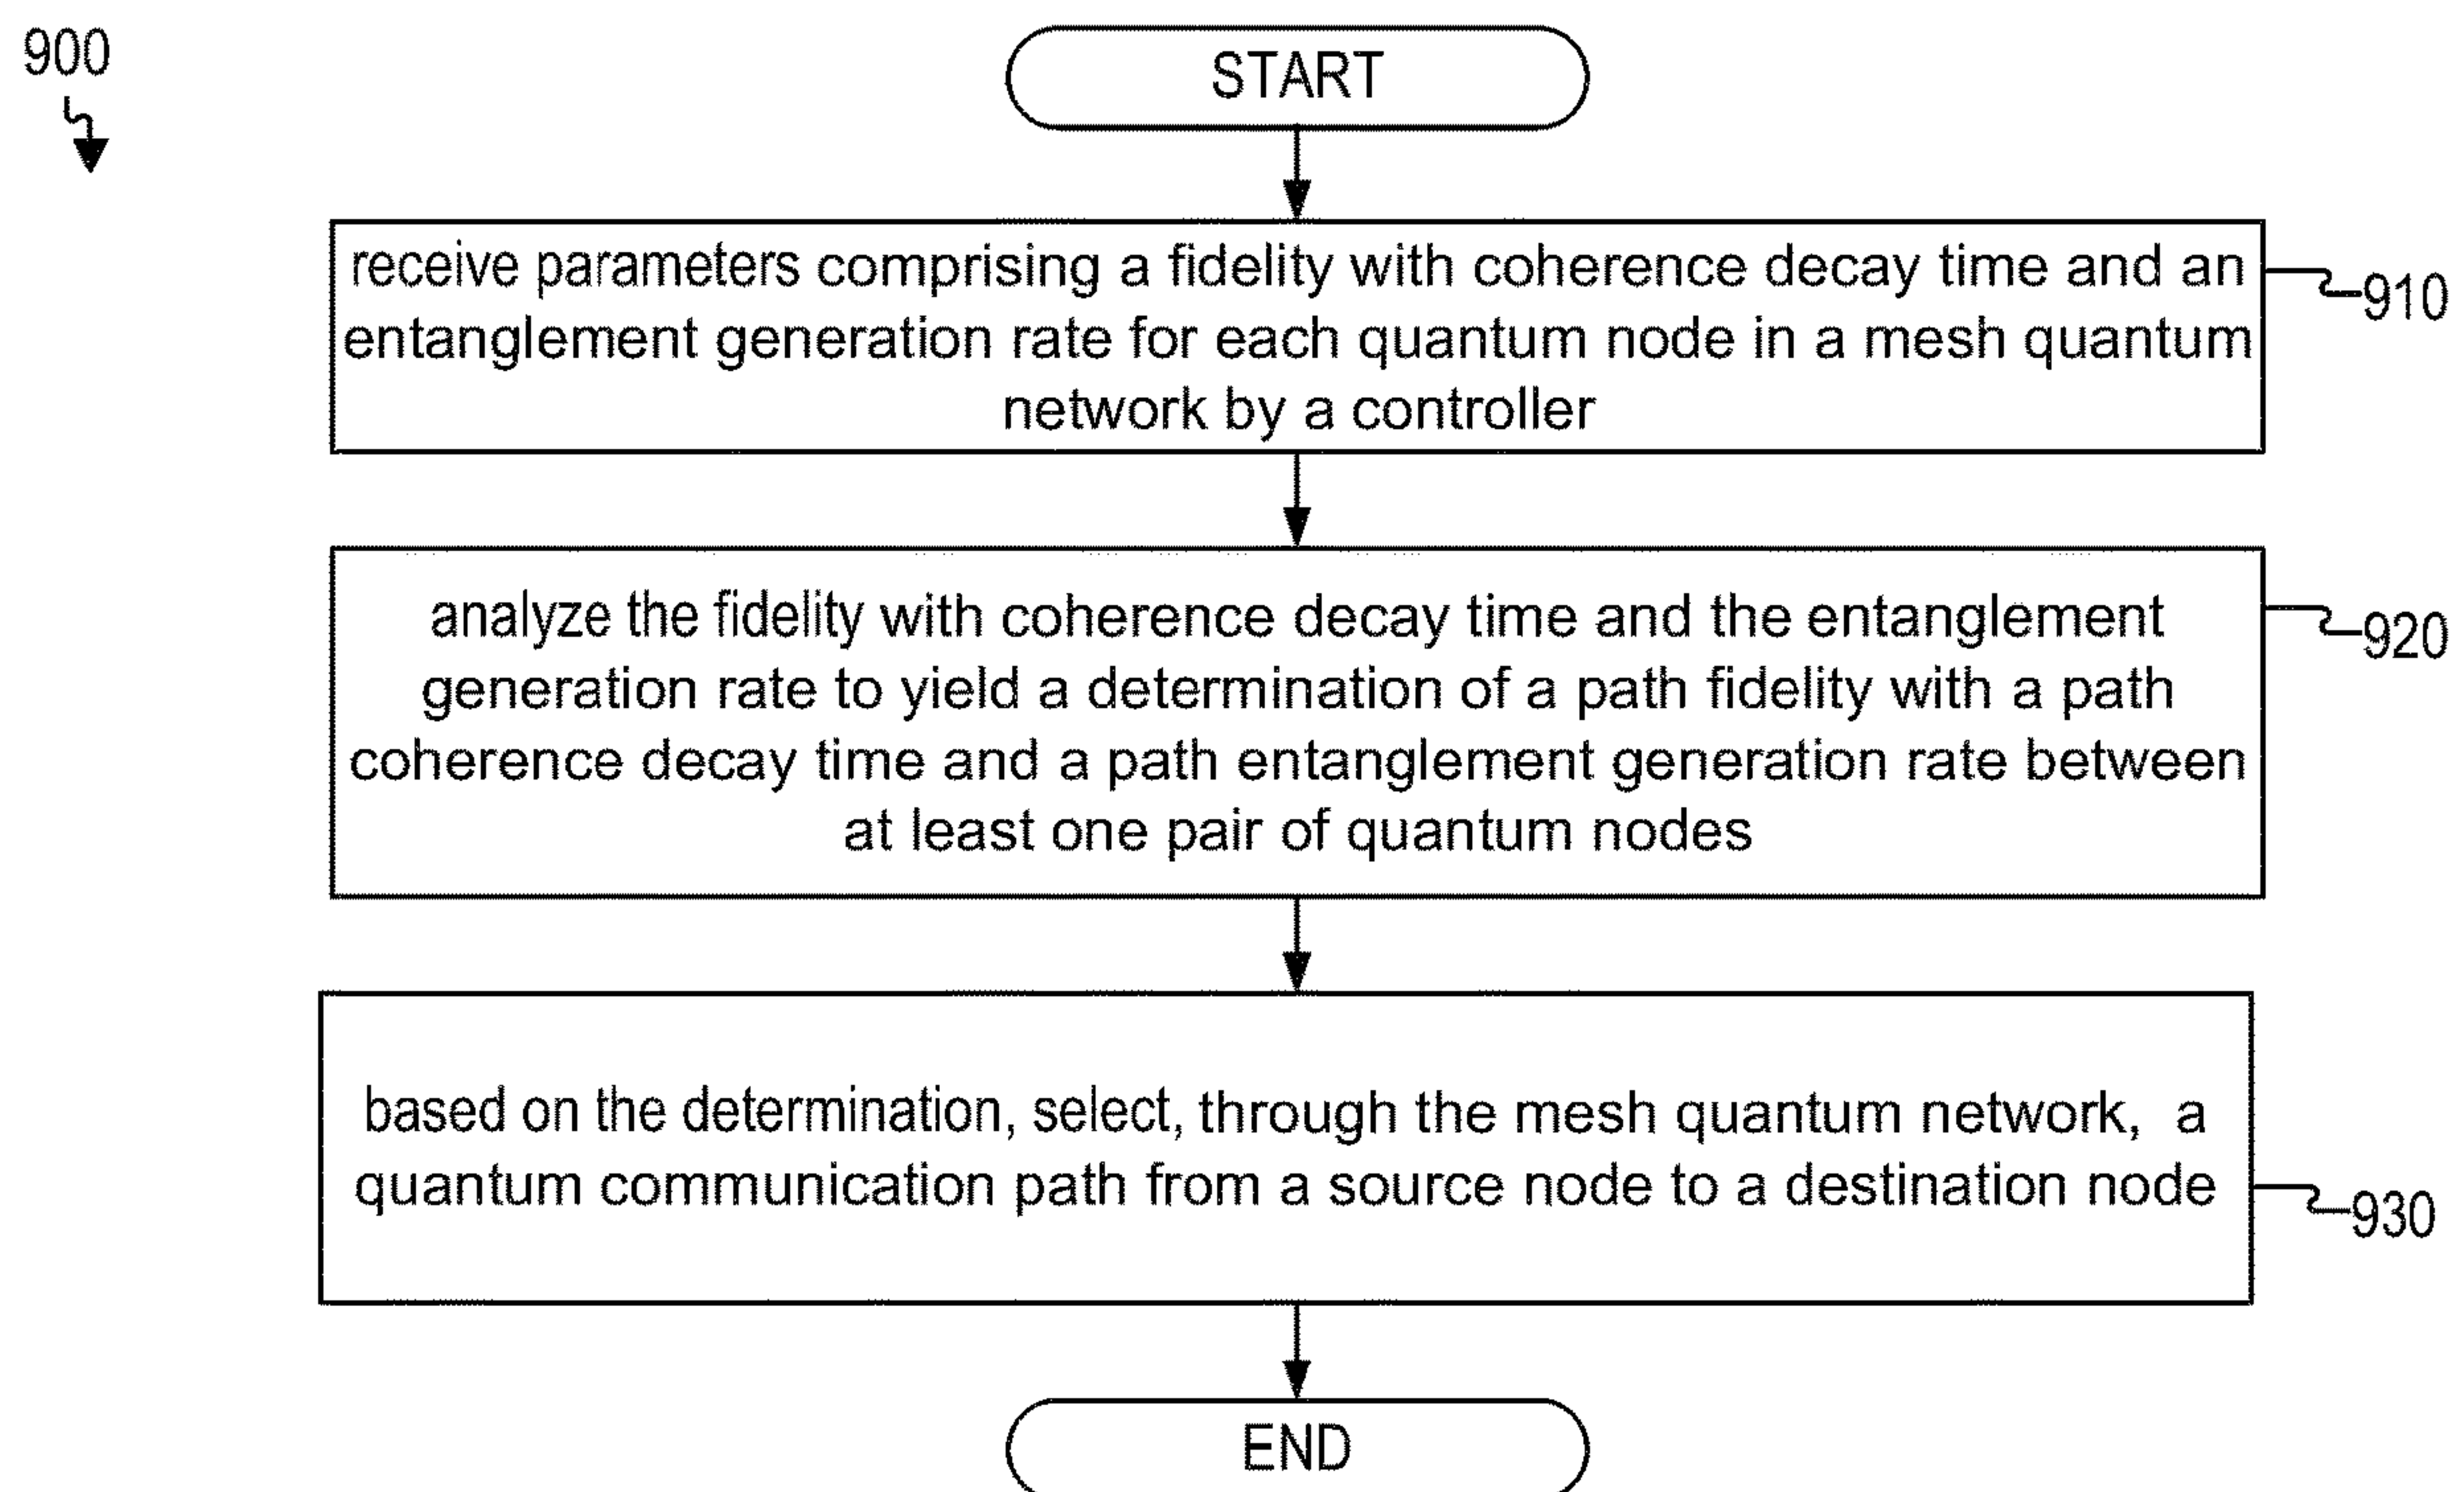 900
START
receive parameters comprising a fidelity with coherence decay time and an
entanglement generation rate for each quantum node in a mesh quantum
network by a controller
910
analyze the fidelity with coherence decay time and the entanglement
generation rate to yield a determination of a path fidelity with a path
coherence decay time and a path entanglement generation rate between
at least one pair of quantum nodes
920
based on the determination, select, through the mesh quantum network, a
quantum communication path from a source node to a destination node
930
END